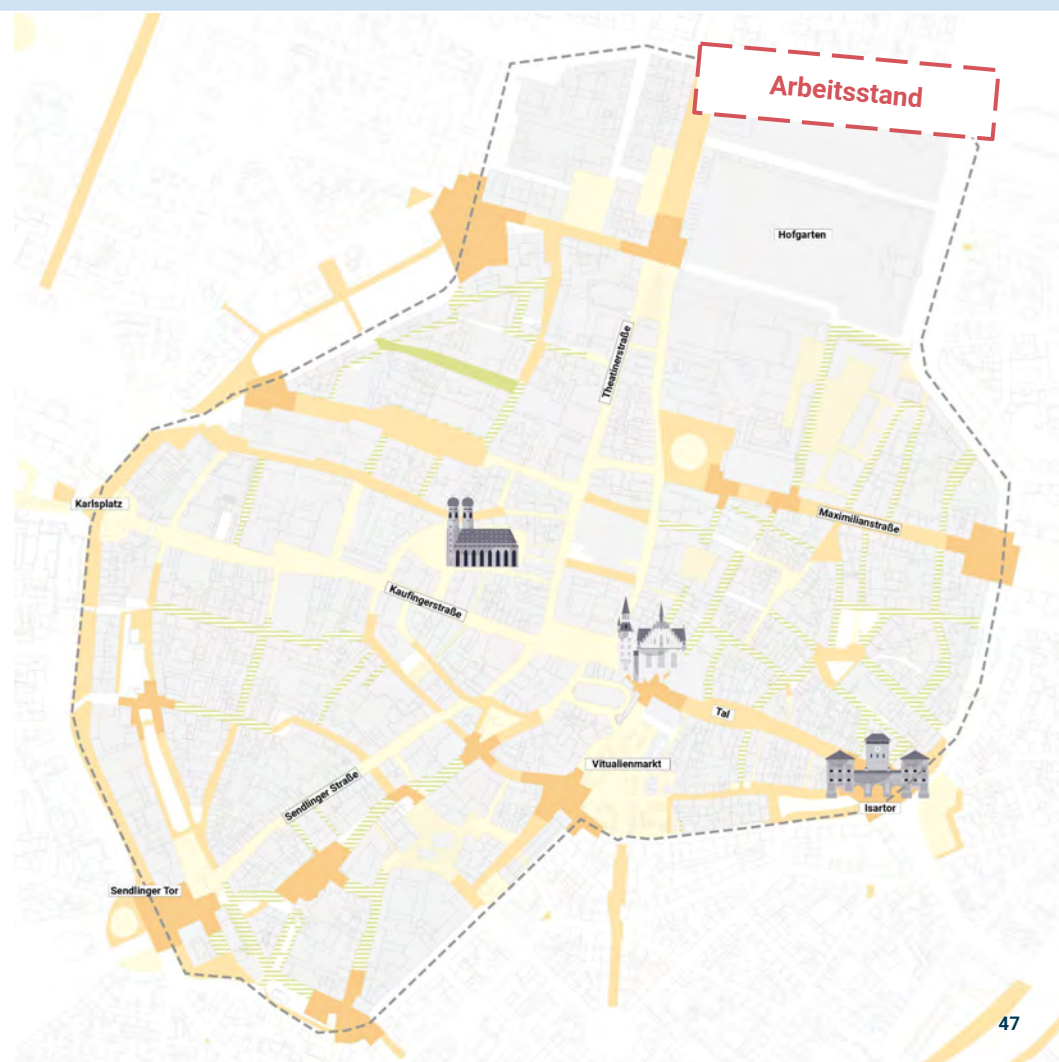 Arbeitsstand
Hofgarten
Theatinerstraße
Karlsplatz
Maximilianstraße
Kaufingerstraße
Tal
Vitualienmarkt
Sendlinger Straße
Isartor
Sendlinger Tor
47